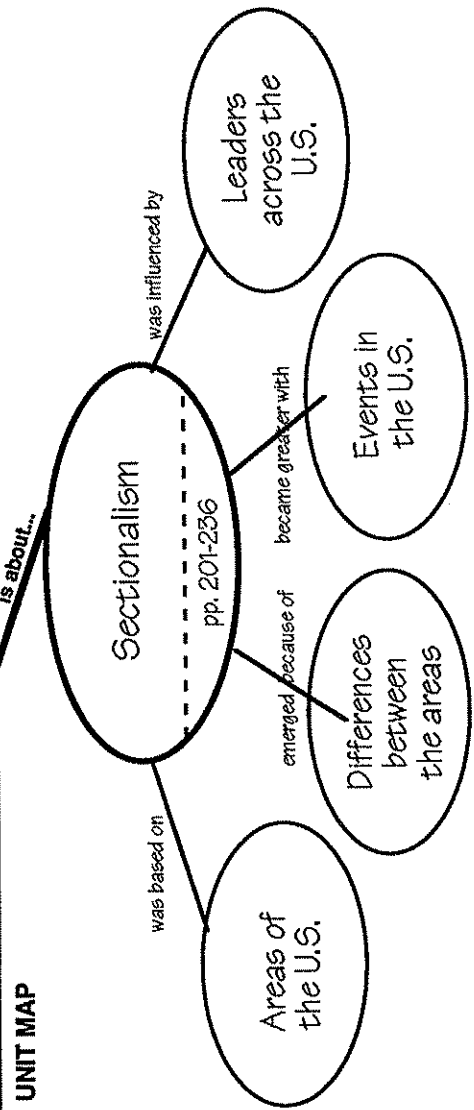 UNIT MAP
is about...
Sectionalism
pp. 201-236
was based on
emerged because of
became greater with
was influenced by
Areas of
the U.S.
Differences
between
the areas
Events in
the U.S.
Leaders
across the
U.S.